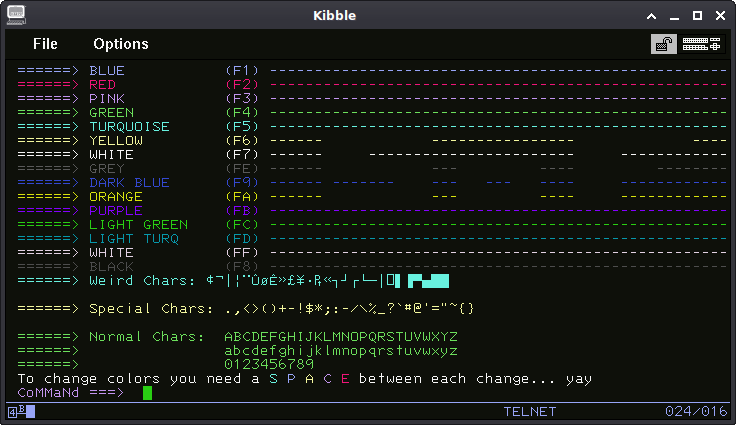 Kibble
File Options
======> BLUE (F1) ---------------------------------------------------
======> RED (F2) ---------------------------------------------------
======> PINK (F3) ---------------------------------------------------
======> GREEN (F4) ---------------------------------------------------
======> TURQUOISE (F5) ---------------------------------------------------
======> YELLOW (F6) ------ ---------------- ----
======> WHITE (F7) ------ ---------------- ------------
======> GREY (FE) ------ --- ---
======> DARK BLUE (F9) ------ ------- --- --- ------------
======> ORANGE (FA) ------ --- ------------
======> PURPLE (FB) ---------------------------------------------------
======> LIGHT GREEN (FC) ---------------------------------------------------
======> LIGHT TURQ (FD) ---------------------------------------------------
======> WHITE (FF) ------ --- ---
======> BLACK (F8) ------ --- ---
======> Weird Chars: ¢¬|¦¨ÛøÊ»£¥·₧«┐┘┌└─│
======> Special Chars: .,<>()+-!$*;:-/\%_?`#@'="~{}
======> Normal Chars: ABCDEFGHIJKLMNOPQRSTUVWXYZ
======> abcdefghijklmnopqrstuvwxyz
======> 0123456789
To change colors you need a S P A C E between each change... yay
CoMMaNd ===>
4 B TELNET 024/016